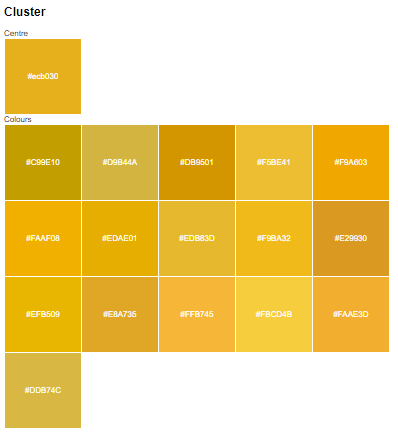 Cluster
Centre
#ecb030
Colours
#C99E10
#D9B44A
#DB9501
#F5BE41
#F9A603
#FAAF08
#EDAE01
#EDB83D
#F9BA32
#E29930
#EFB509
#E8A735
#FFB745
#FBCD4B
#FAAE3D
#DDB74C